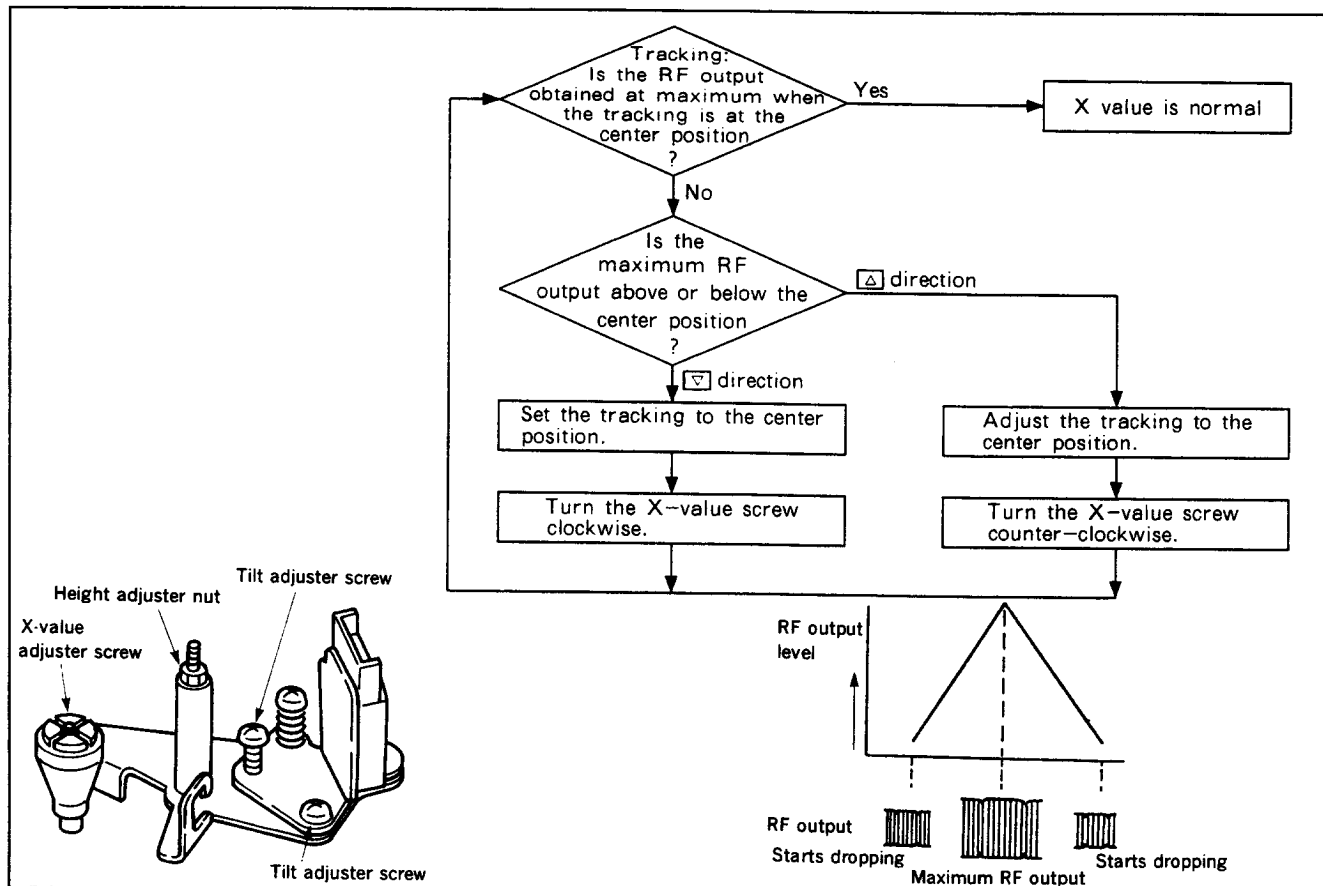 Tracking:
Is the RF output
obtained at maximum when
the tracking is at the
center position
?
Yes
X value is normal
No
Is the
maximum RF
output above or below the
center position
?
△ direction
▽ direction
Set the tracking to the center
position.
Adjust the tracking to the
center position.
Turn the X-value screw
clockwise.
Turn the X-value screw
counter-clockwise.
Tilt adjuster screw
Height adjuster nut
X-value
adjuster screw
Tilt adjuster screw
RF output
level
RF output
Starts dropping
Starts dropping
Maximum RF output